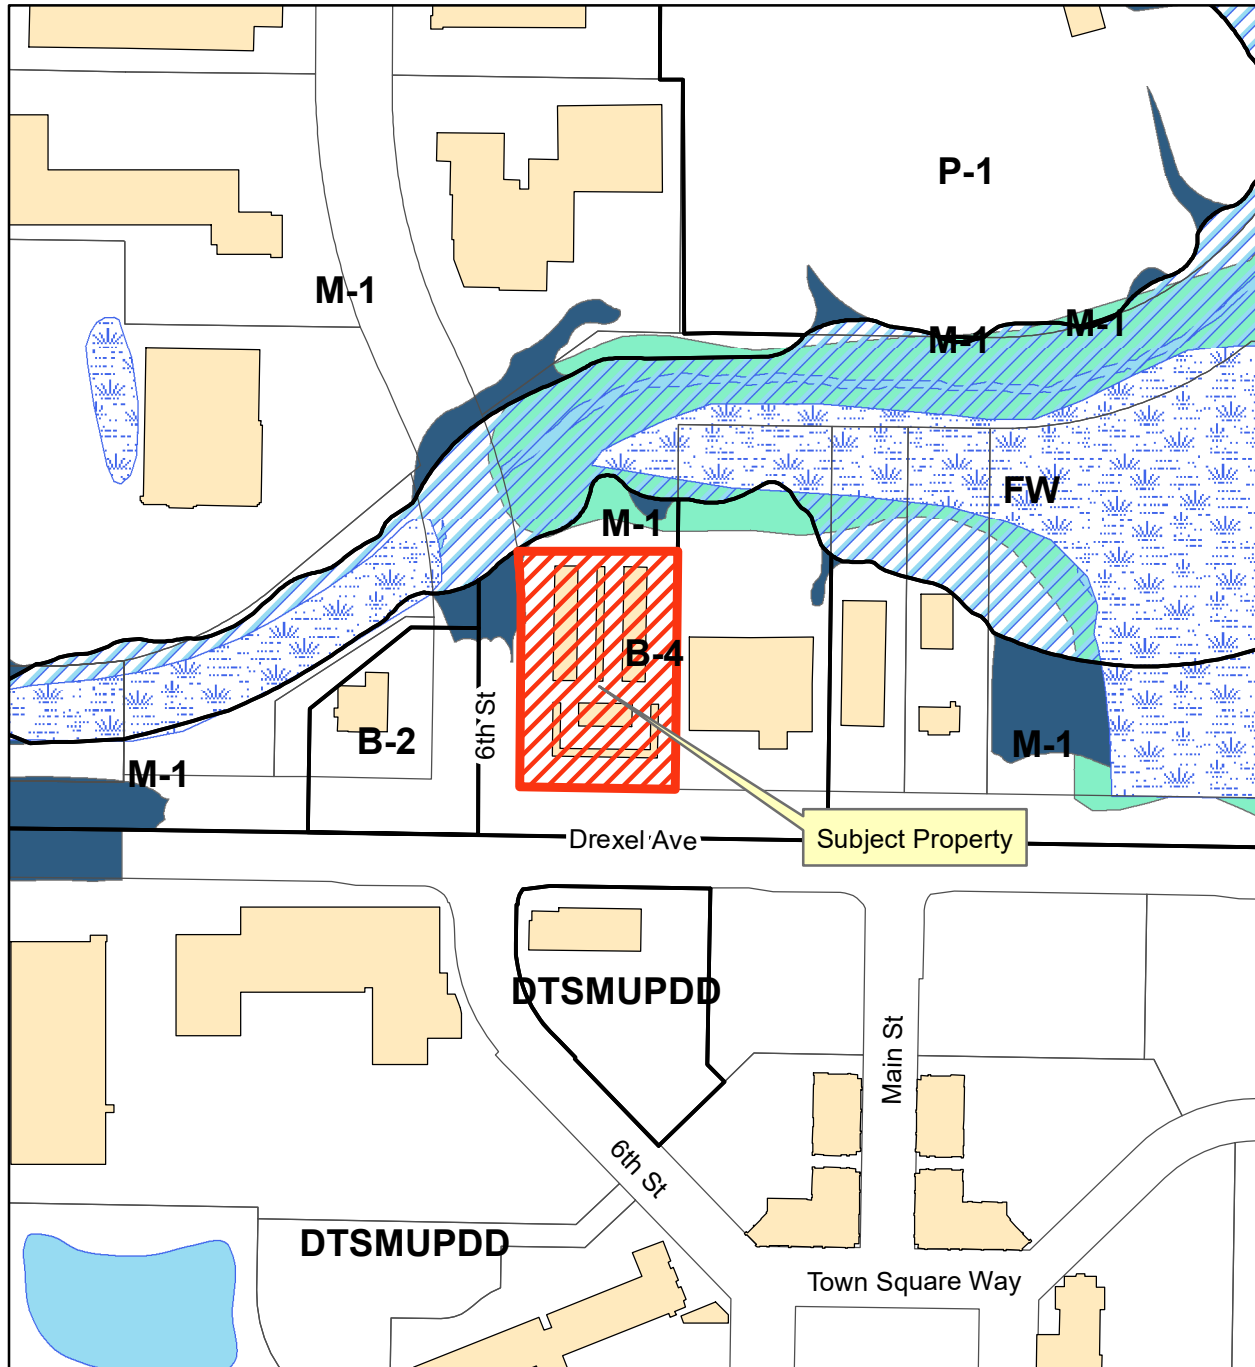 P-1
M-1
M-1
M-1
FW
M-1
B-4
6th St
B-2
M-1
M-1
Drexel Ave
Subject Property
DTSMUPDD
Main St
6th St
DTSMUPDD
Town Square Way